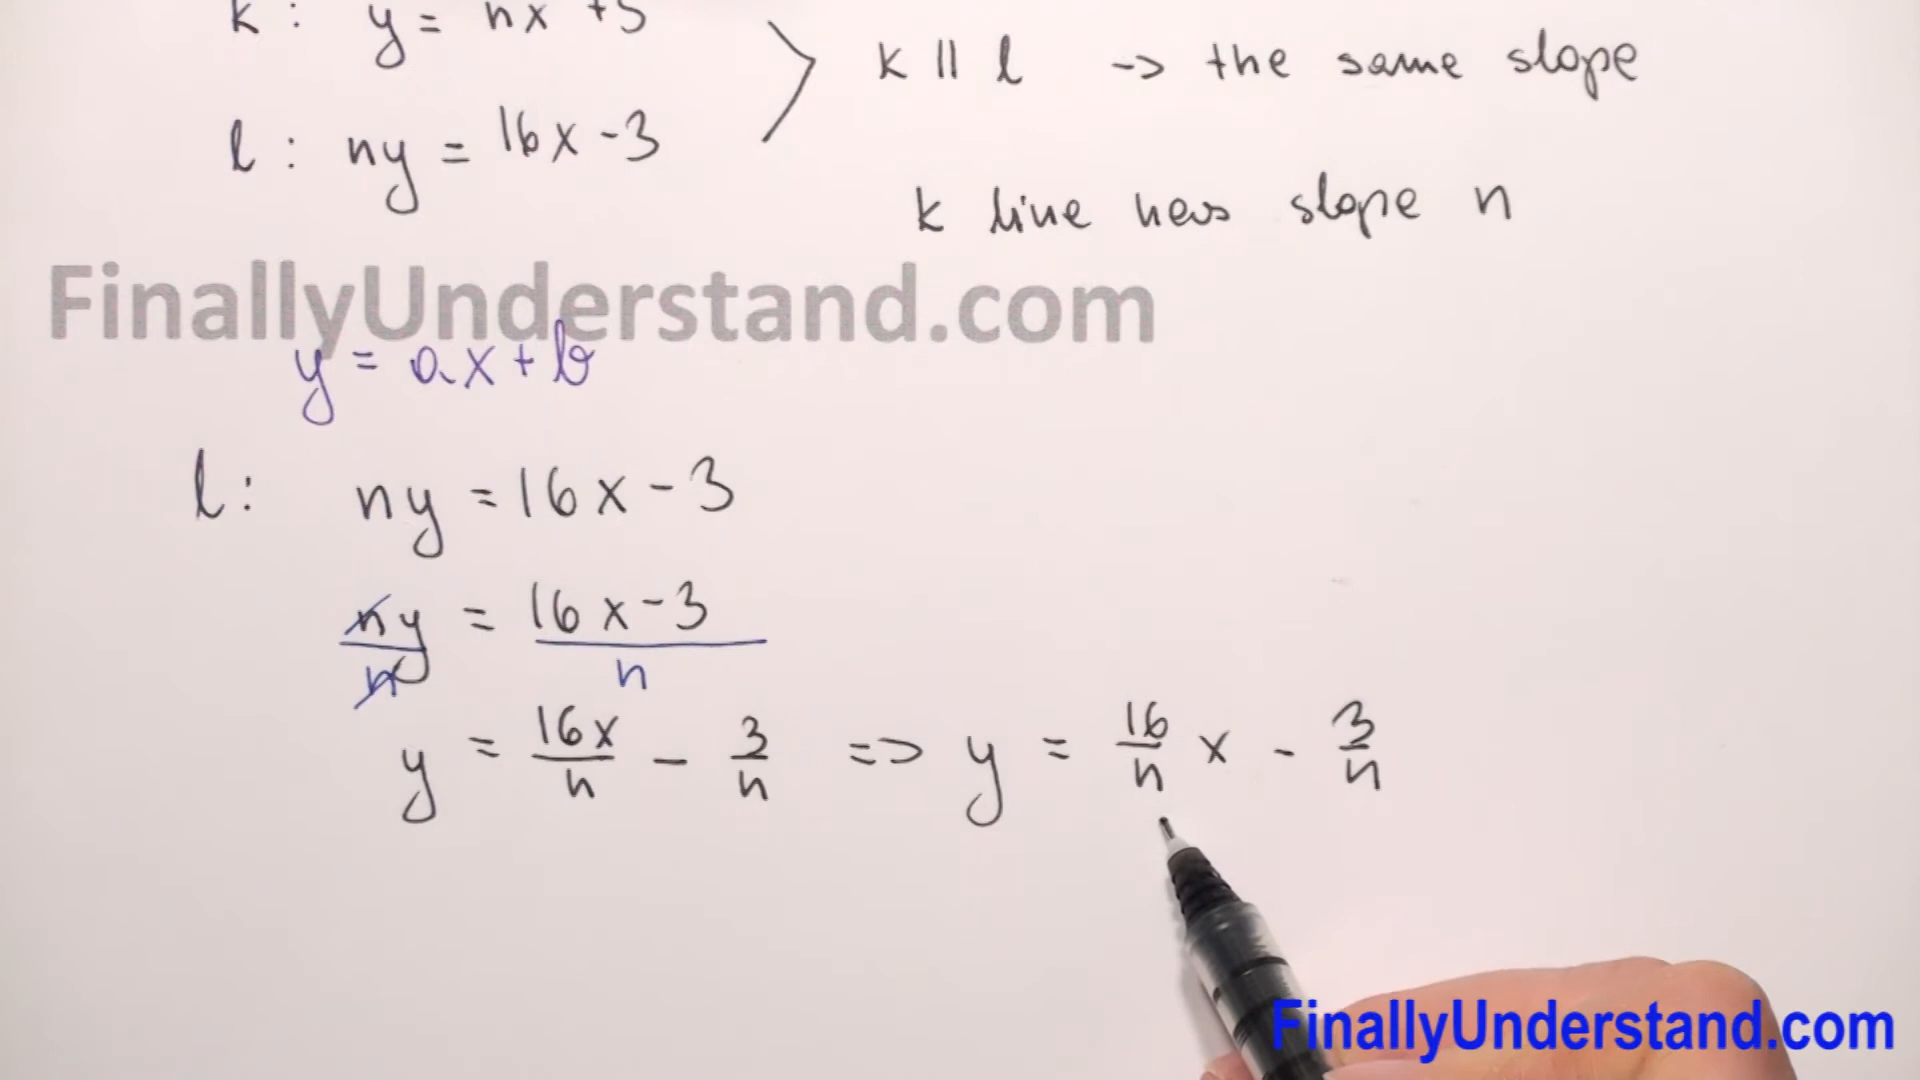 k: y = nx + 5
k || l -> the same slope
l: ny = 16x - 3
k line has slope n
FinallyUnderstand.com
y = ax + b
l: ny = 16x - 3
ny/n = 16x - 3/n
y = 16x/n - 3/n => y = 16/n x - 3/n
FinallyUnderstand.com